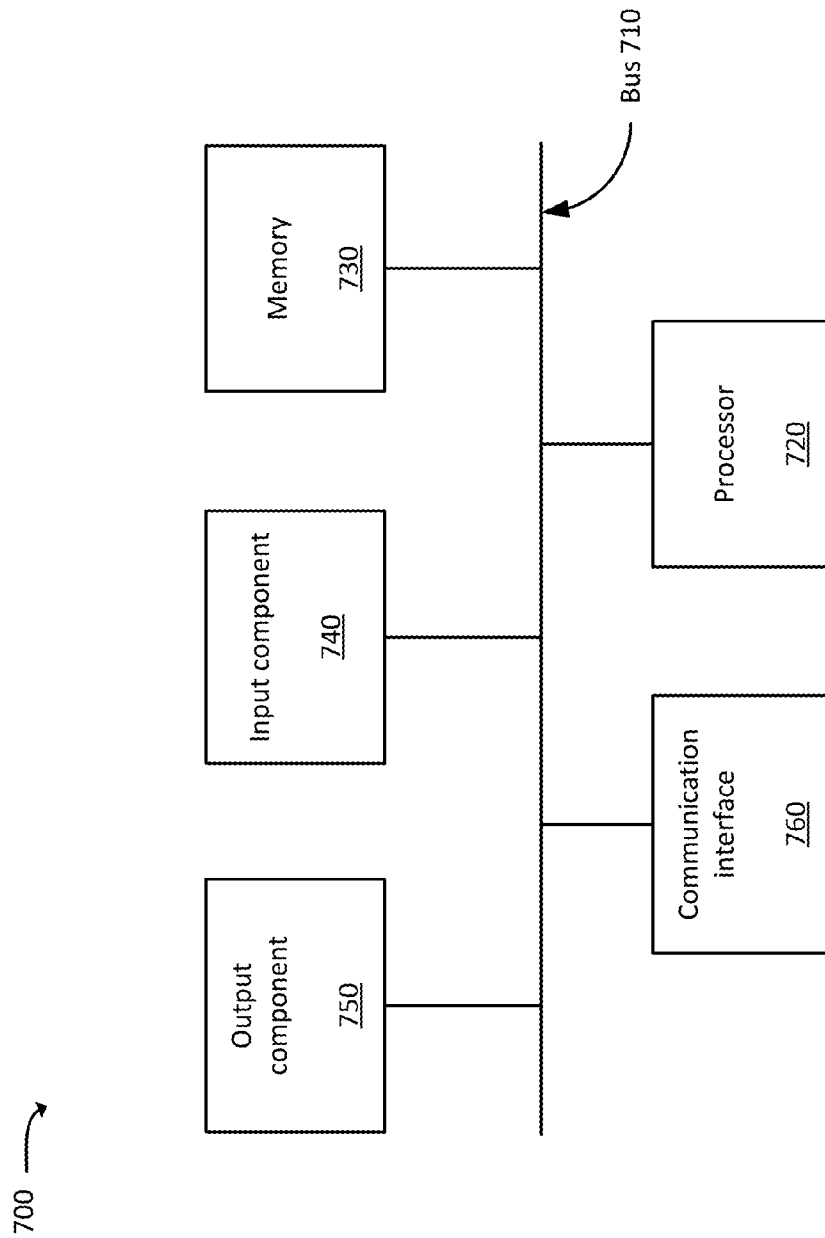 700
Output
component
750
Input component
740
Memory
730
Communication
interface
760
Processor
720
Bus 710